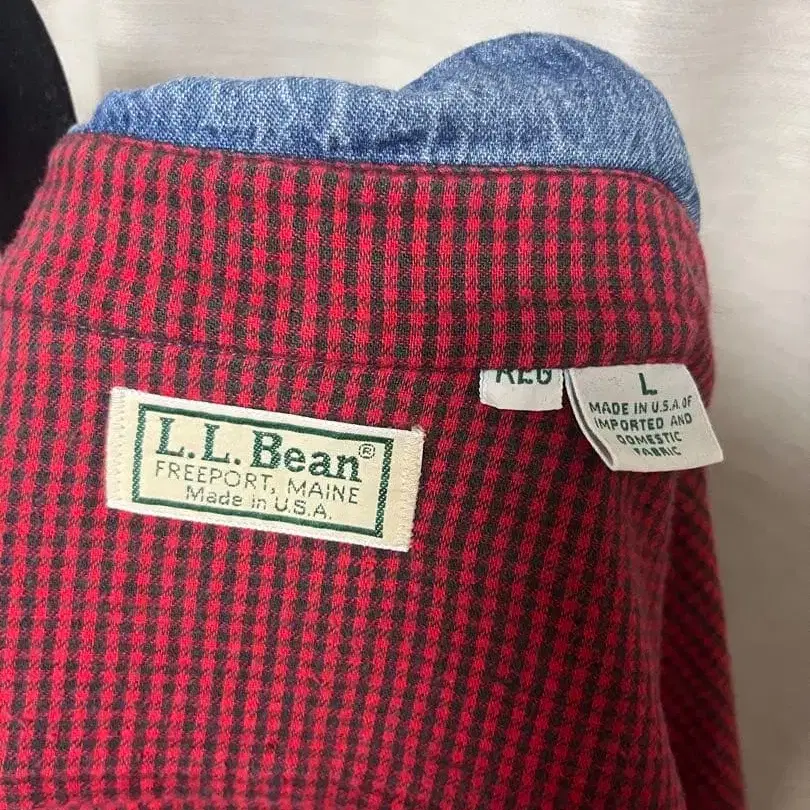 L.L.Bean®
FREEPORT, MAINE
Made in U.S.A.
REG
L
MADE IN U.S.A. OF
IMPORTED AND
DOMESTIC
FABRIC